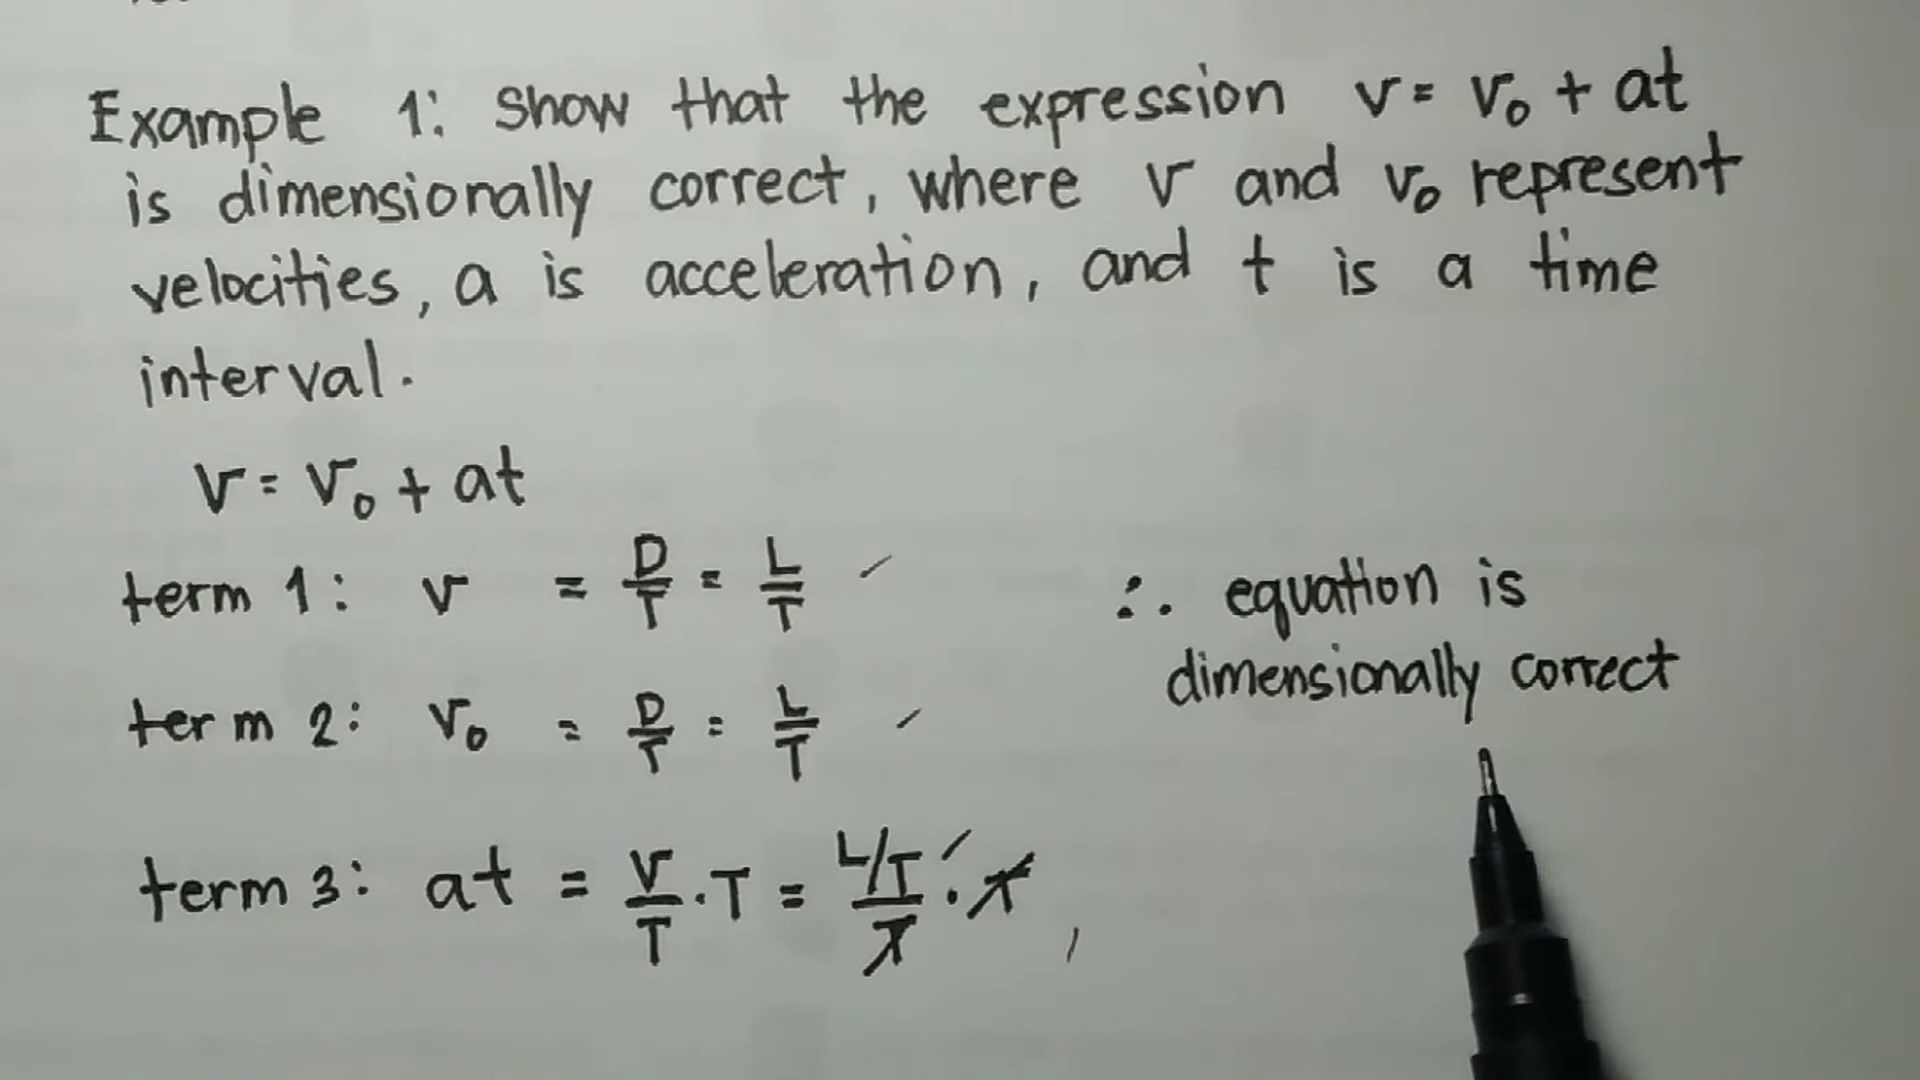 Example 1: Show that the expression v = v₀ + at
is dimensionally correct, where v and v₀ represent
velocities, a is acceleration, and t is a time
interval.
v = v₀ + at
term 1: v = D/T = L/T
∴ equation is
dimensionally correct
term 2: v₀ = D/T = L/T
term 3: at = V/T · T = L/T/T · T